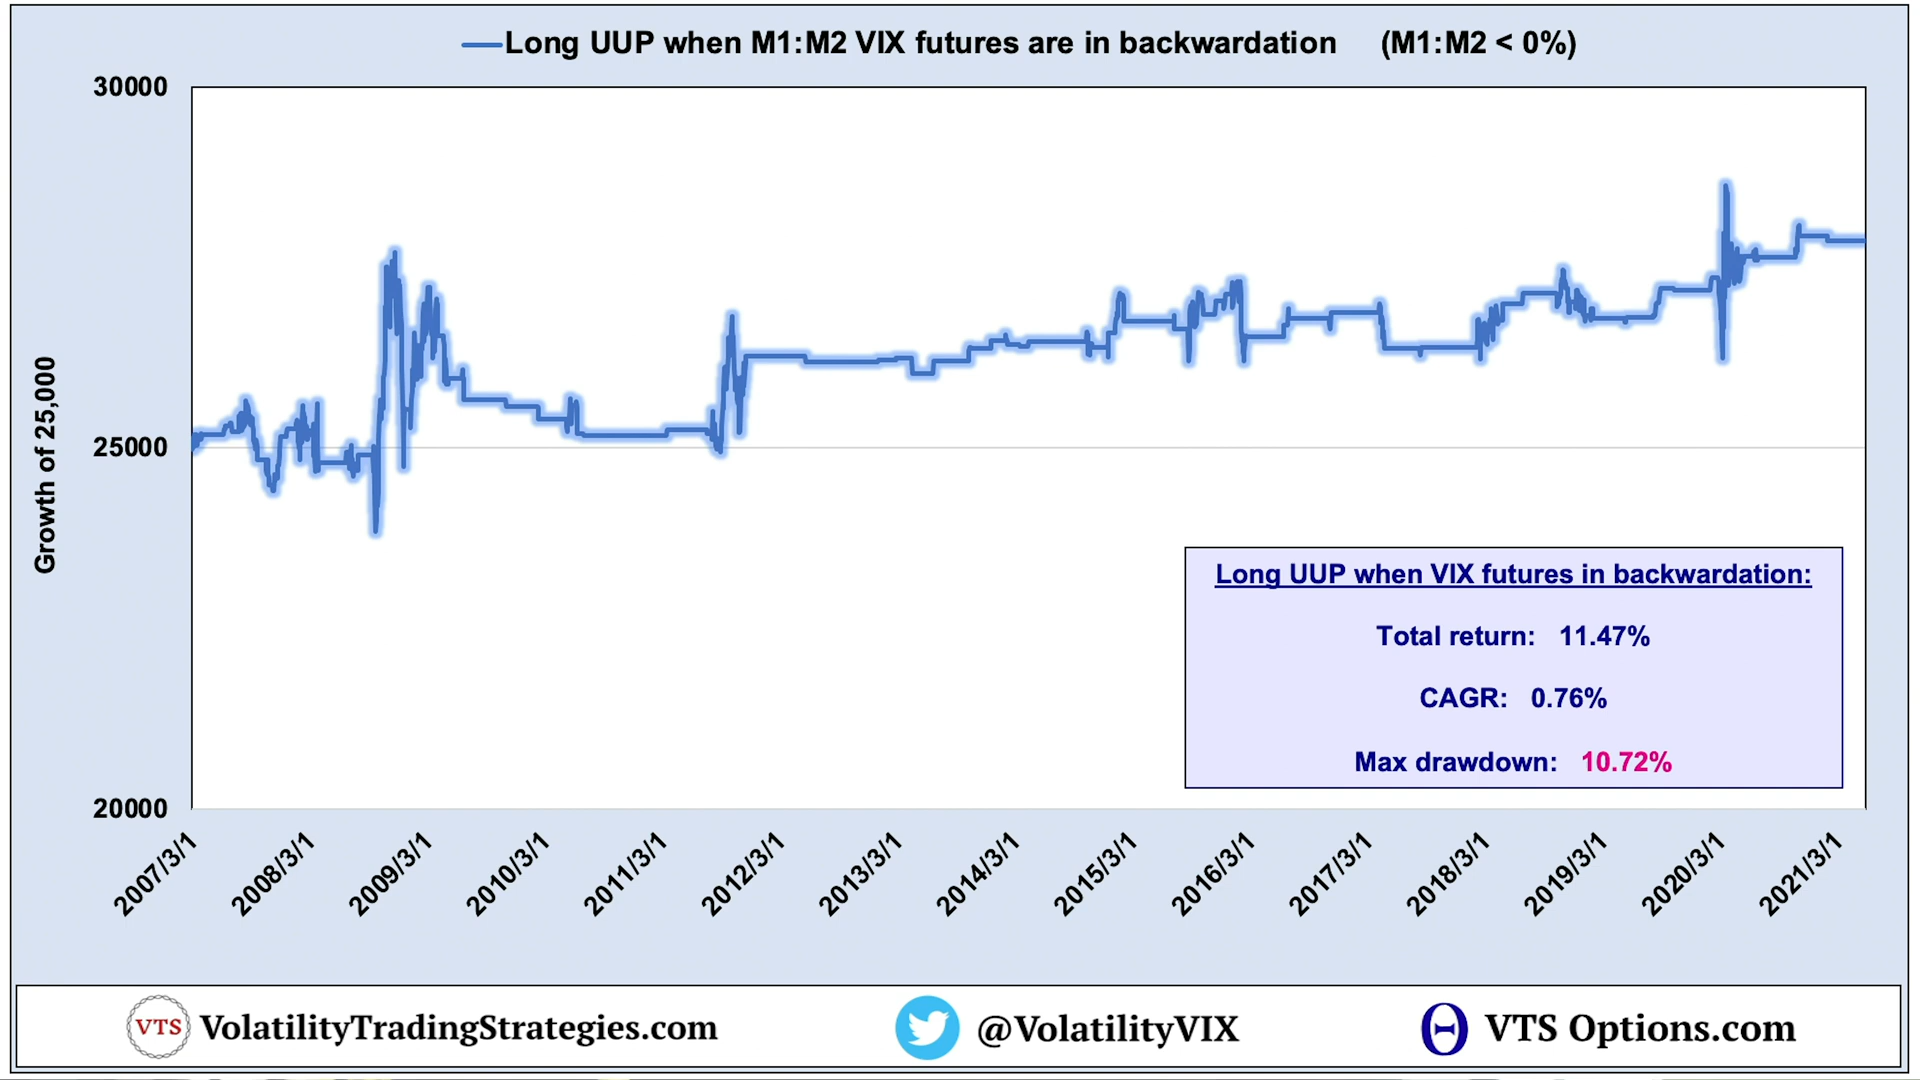 Long UUP when M1:M2 VIX futures are in backwardation (M1:M2 < 0%)
30000
25000
20000
Growth of 25,000
2007/3/1
2008/3/1
2009/3/1
2010/3/1
2011/3/1
2012/3/1
2013/3/1
2014/3/1
2015/3/1
2016/3/1
2017/3/1
2018/3/1
2019/3/1
2020/3/1
2021/3/1
Long UUP when VIX futures in backwardation:
Total return: 11.47%
CAGR: 0.76%
Max drawdown: 10.72%
VTS VolatilityTradingStrategies.com
@VolatilityVIX
VTS Options.com